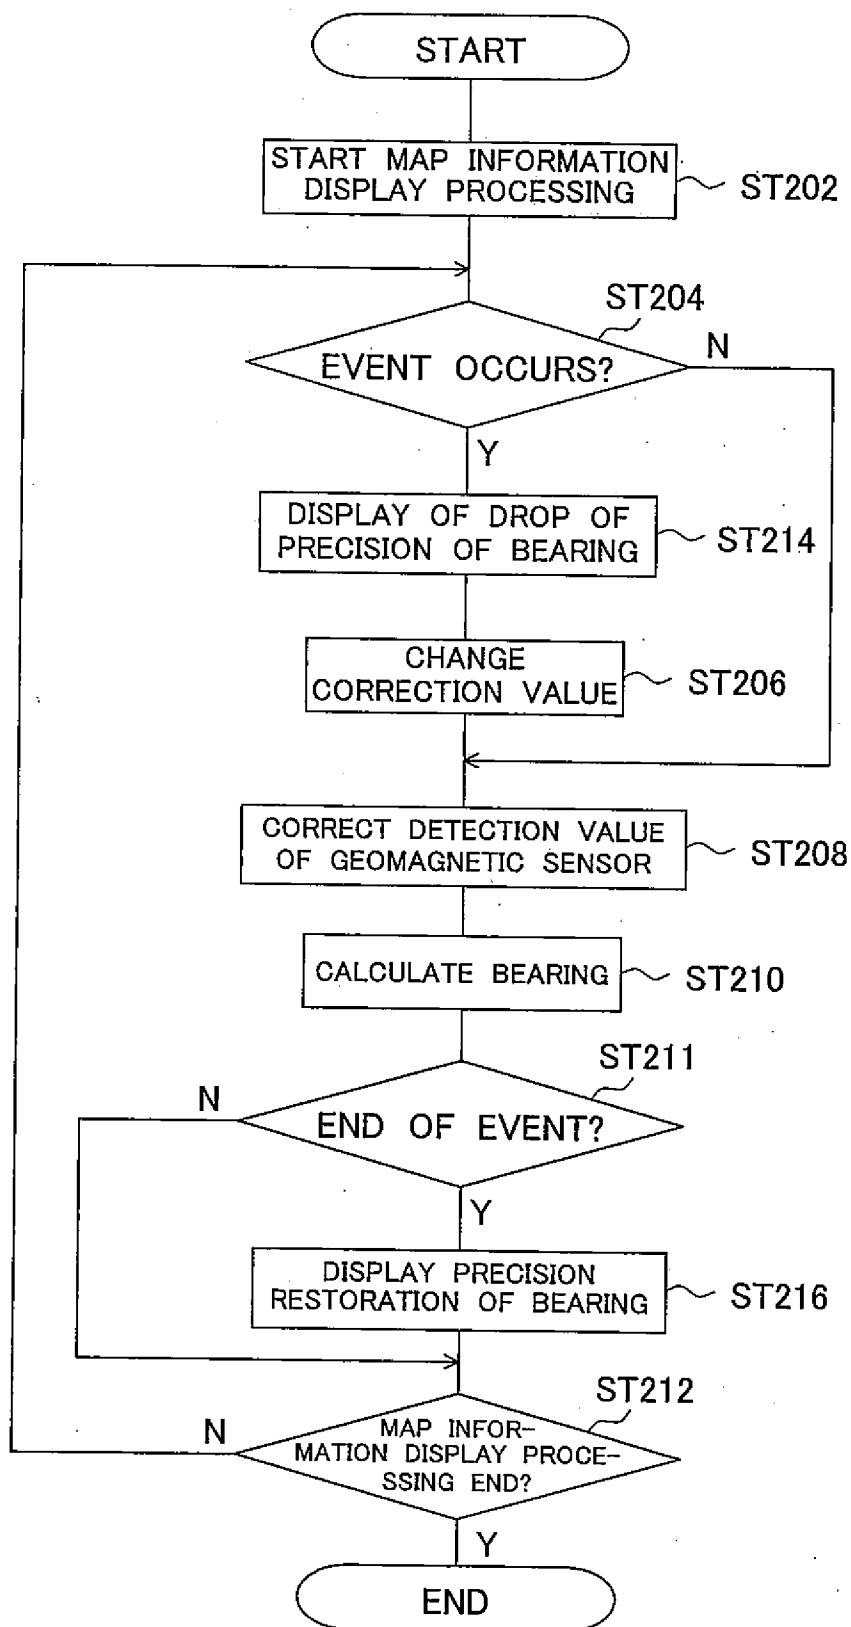 START
START MAP INFORMATION
DISPLAY PROCESSING
ST202
ST204
EVENT OCCURS?
N
Y
DISPLAY OF DROP OF
PRECISION OF BEARING
ST214
CHANGE
CORRECTION VALUE
ST206
CORRECT DETECTION VALUE
OF GEOMAGNETIC SENSOR
ST208
CALCULATE BEARING
ST210
ST211
N
END OF EVENT?
Y
DISPLAY PRECISION
RESTORATION OF BEARING
ST216
ST212
N
MAP INFOR-
MATION DISPLAY PROCE-
SSING END?
Y
END